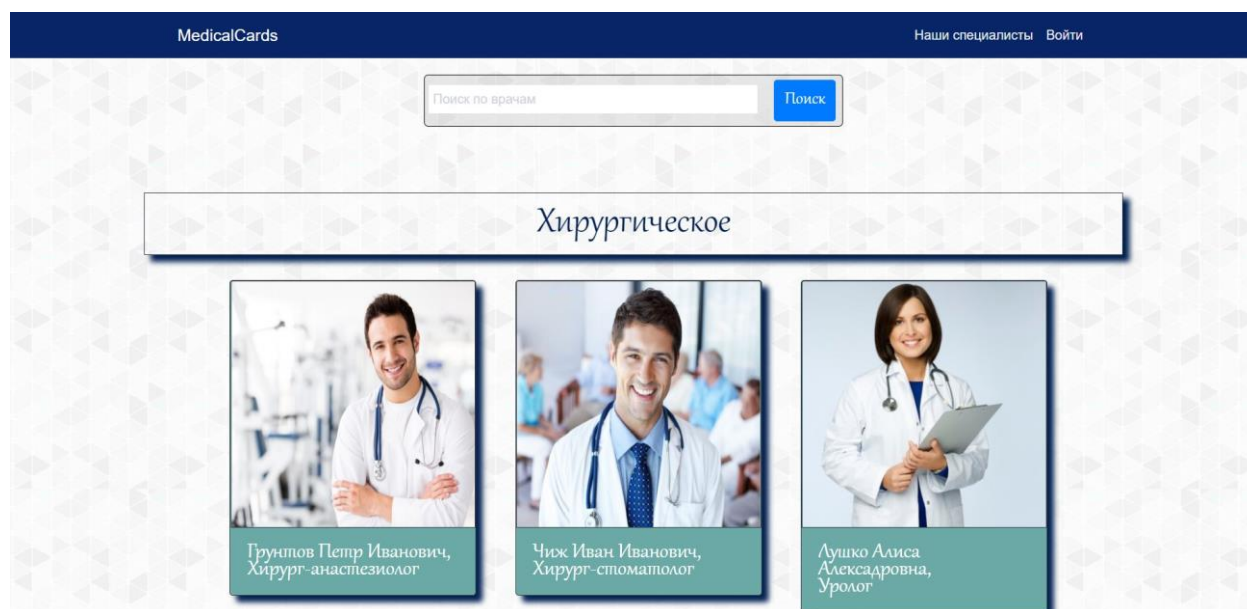 MedicalCards
Наши специалисты Войти
Поиск по врачам
Поиск
Хирургическое
Грунтов Петр Иванович,
Хирург-анастезиолог
Чиж Иван Иванович,
Хирург-стоматолог
Лушко Алиса
Алексадровна,
Уролог